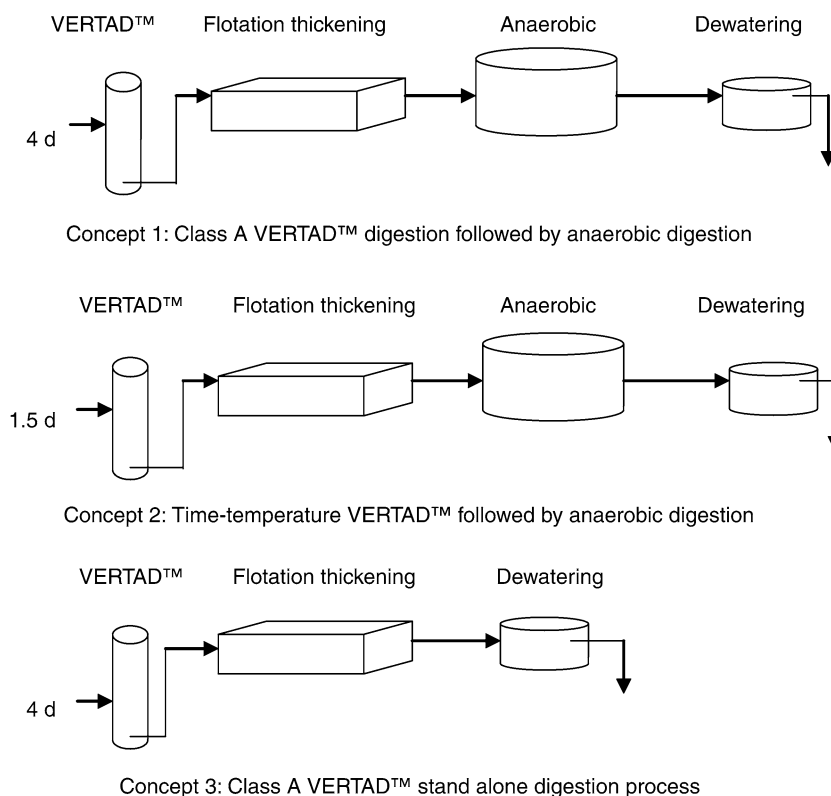 VERTAD™ Flotation thickening Anaerobic Dewatering
4 d
Concept 1: Class A VERTAD™ digestion followed by anaerobic digestion
VERTAD™ Flotation thickening Anaerobic Dewatering
1.5 d
Concept 2: Time-temperature VERTAD™ followed by anaerobic digestion
VERTAD™ Flotation thickening Dewatering
4 d
Concept 3: Class A VERTAD™ stand alone digestion process